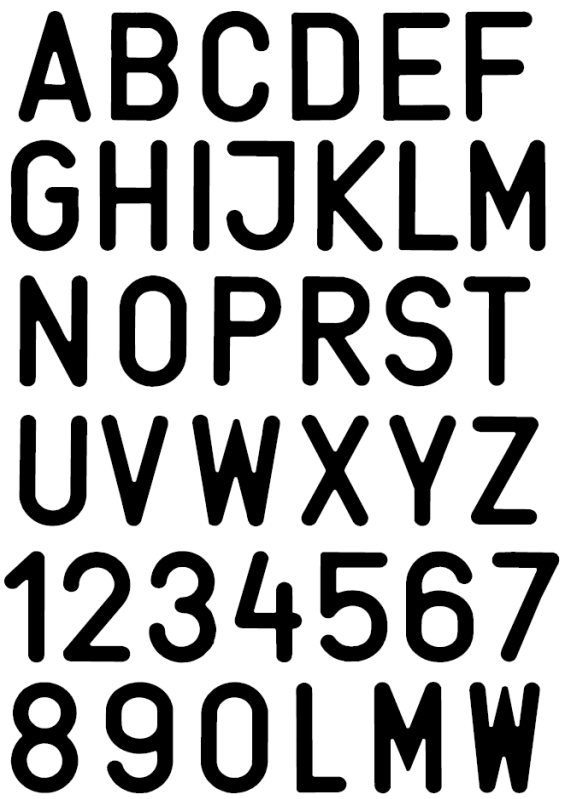 ABCDEF
GHIJKLM
NOPRST
UVWXYZ
1234567
890LMW